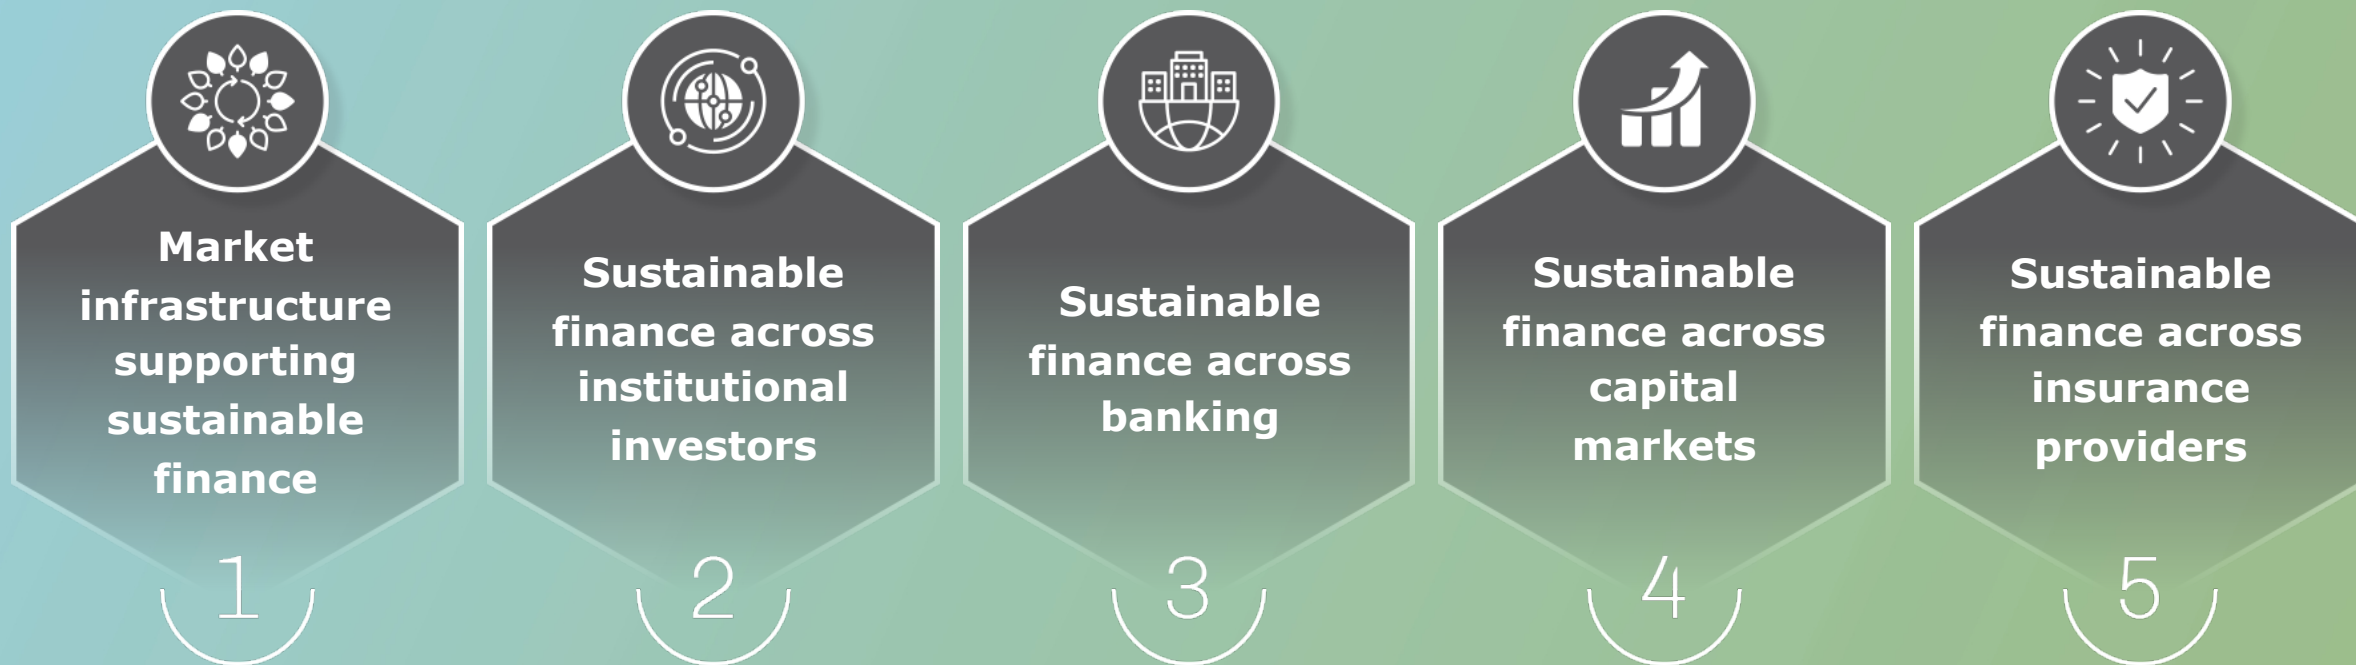 Market
infrastructure
supporting
sustainable
finance
1
Sustainable
finance across
institutional
investors
2
Sustainable
finance across
banking
3
Sustainable
finance across
capital
markets
4
Sustainable
finance across
insurance
providers
5